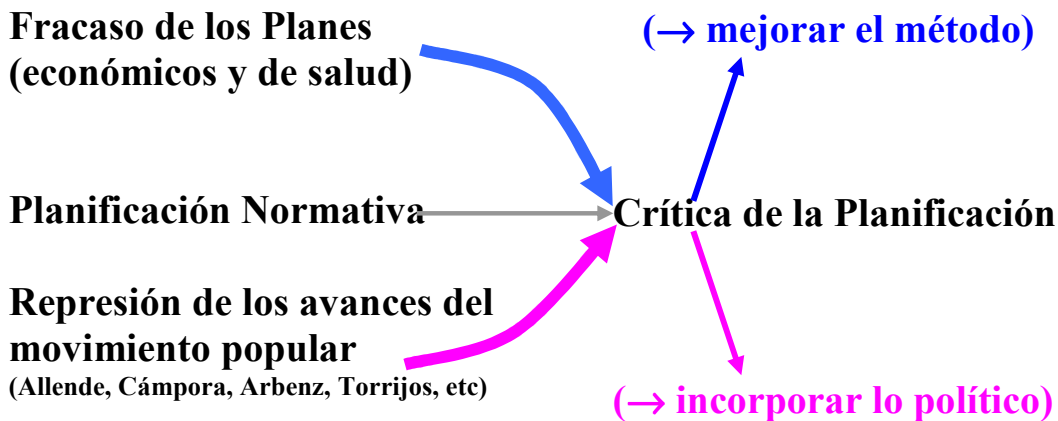 Fracaso de los Planes
(económicos y de salud)
(→ mejorar el método)
Planificación Normativa
Crítica de la Planificación
Represión de los avances del
movimiento popular
(Allende, Cámpora, Arbenz, Torrijos, etc)
(→ incorporar lo político)